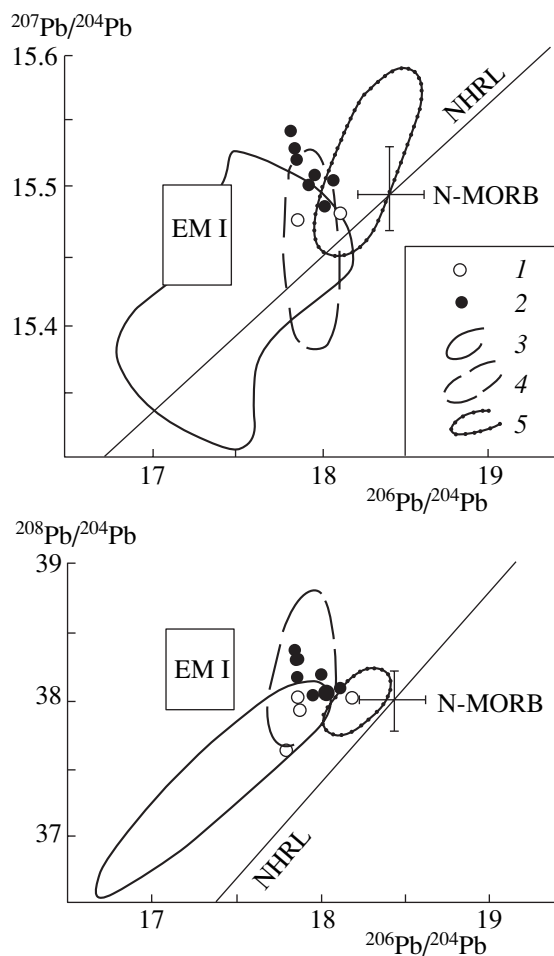 ²⁰⁷Pb/²⁰⁴Pb
15.6
NHRL
15.5
N-MORB
EM I
1
2
15.4
3
4
5
17
18
19
²⁰⁶Pb/²⁰⁴Pb
²⁰⁸Pb/²⁰⁴Pb
39
EM I
38
N-MORB
37
NHRL
17
18
19
²⁰⁶Pb/²⁰⁴Pb